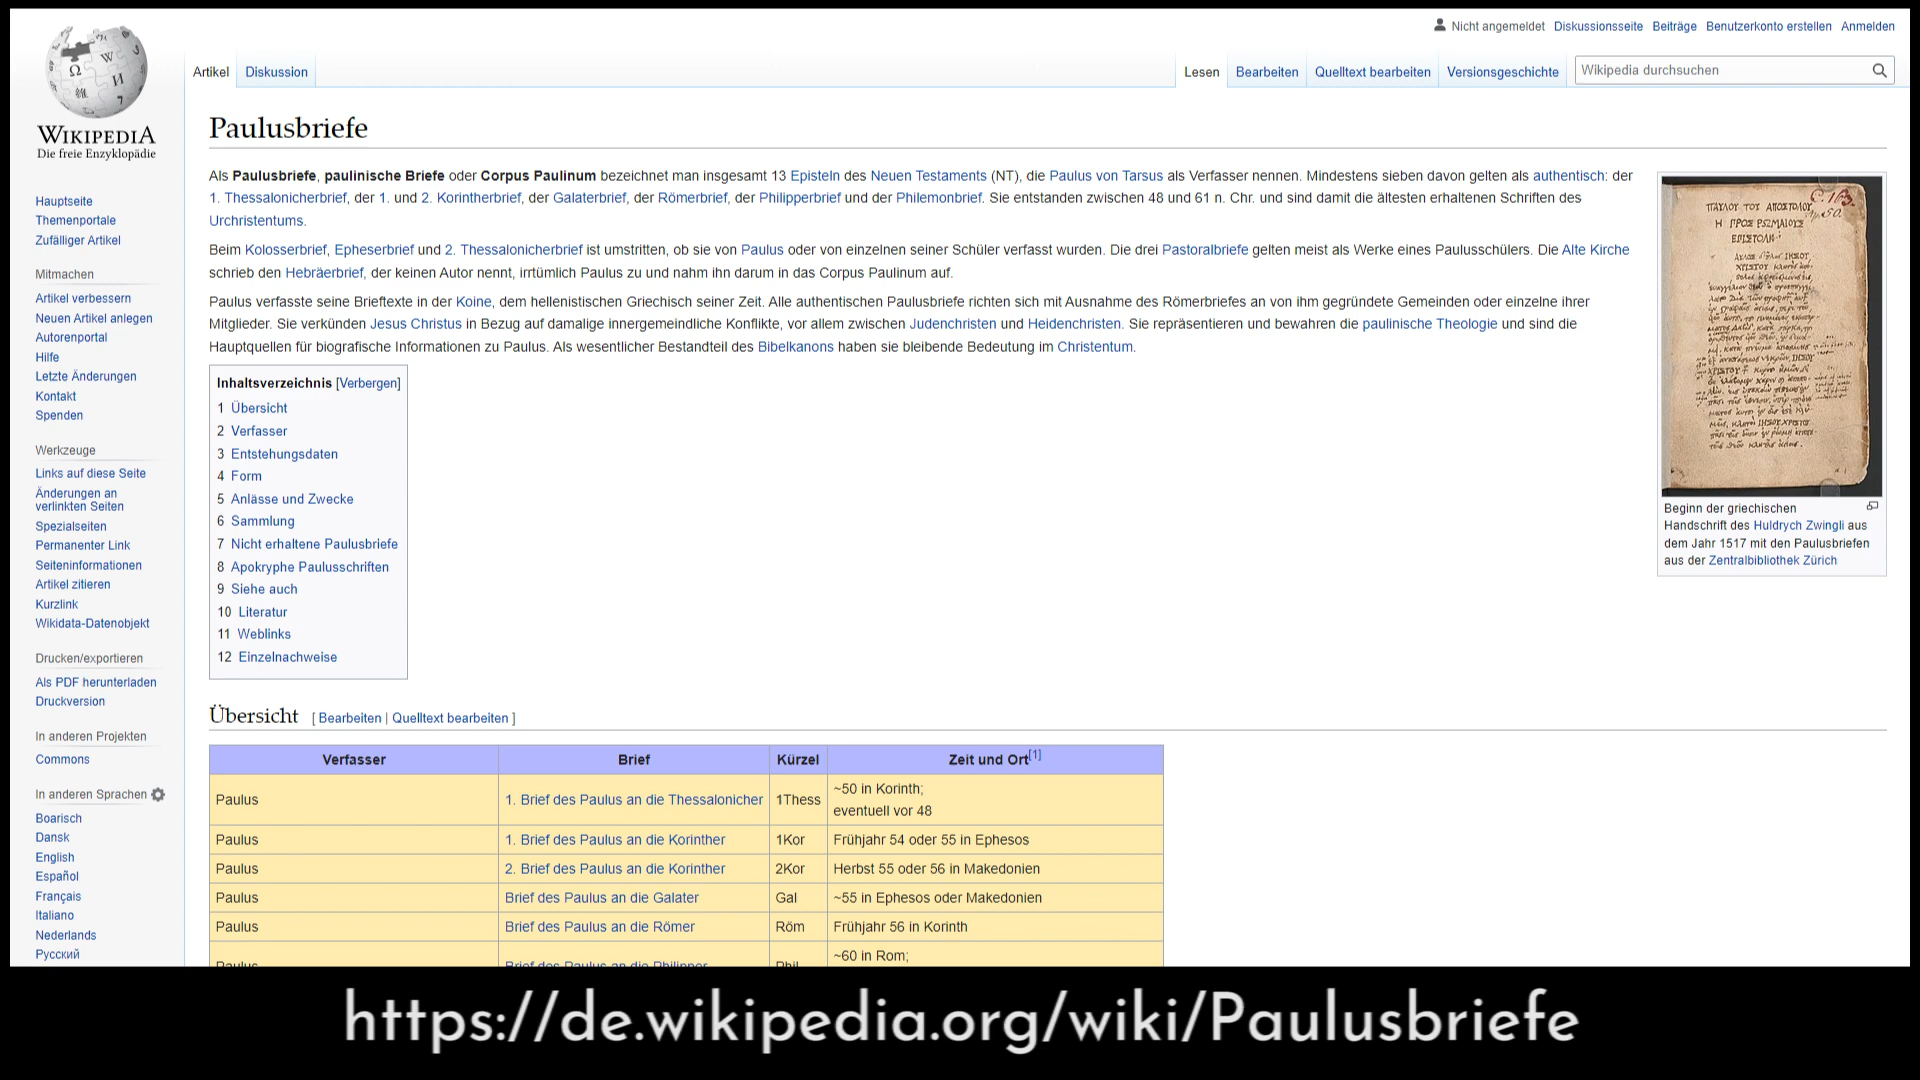 Nicht angemeldet Diskussionsseite Beiträge Benutzerkonto erstellen Anmelden
Artikel Diskussion Lesen Bearbeiten Quelltext bearbeiten Versionsgeschichte Wikipedia durchsuchen
WIKIPEDIA
Die freie Enzyklopädie
Hauptseite
Themenportale
Zufälliger Artikel
Mitmachen
Artikel verbessern
Neuen Artikel anlegen
Autorenportal
Hilfe
Letzte Änderungen
Kontakt
Spenden
Werkzeuge
Links auf diese Seite
Änderungen an
verlinkten Seiten
Spezialseiten
Permanenter Link
Seiteninformationen
Artikel zitieren
Kurzlink
Wikidata-Datenobjekt
Drucken/exportieren
Als PDF herunterladen
Druckversion
In anderen Projekten
Commons
In anderen Sprachen
Boarisch
Dansk
English
Español
Français
Italiano
Nederlands
Русский
Paulusbriefe
Als Paulusbriefe, paulinische Briefe oder Corpus Paulinum bezeichnet man insgesamt 13 Episteln des Neuen Testaments (NT), die Paulus von Tarsus als Verfasser nennen. Mindestens sieben davon gelten als authentisch: der
1. Thessalonicherbrief, der 1. und 2. Korintherbrief, der Galaterbrief, der Römerbrief, der Philipperbrief und der Philemonbrief. Sie entstanden zwischen 48 und 61 n. Chr. und sind damit die ältesten erhaltenen Schriften des
Urchristentums.
Beim Kolosserbrief, Epheserbrief und 2. Thessalonicherbrief ist umstritten, ob sie von Paulus oder von einzelnen seiner Schüler verfasst wurden. Die drei Pastoralbriefe gelten meist als Werke eines Paulusschülers. Die Alte Kirche
schrieb den Hebräerbrief, der keinen Autor nennt, irrtümlich Paulus zu und nahm ihn darum in das Corpus Paulinum auf.
Paulus verfasste seine Brieftexte in der Koine, dem hellenistischen Griechisch seiner Zeit. Alle authentischen Paulusbriefe richten sich mit Ausnahme des Römerbriefes an von ihm gegründete Gemeinden oder einzelne ihrer
Mitglieder. Sie verkünden Jesus Christus in Bezug auf damalige innergemeindliche Konflikte, vor allem zwischen Judenchristen und Heidenchristen. Sie repräsentieren und bewahren die paulinische Theologie und sind die
Hauptquellen für biografische Informationen zu Paulus. Als wesentlicher Bestandteil des Bibelkanons haben sie bleibende Bedeutung im Christentum.
Inhaltsverzeichnis [Verbergen]
1 Übersicht
2 Verfasser
3 Entstehungsdaten
4 Form
5 Anlässe und Zwecke
6 Sammlung
7 Nicht erhaltene Paulusbriefe
8 Apokryphe Paulusschriften
9 Siehe auch
10 Literatur
11 Weblinks
12 Einzelnachweise
Beginn der griechischen
Handschrift des Huldrych Zwingli aus
dem Jahr 1517 mit den Paulusbriefen
aus der Zentralbibliothek Zürich
Übersicht [ Bearbeiten | Quelltext bearbeiten ]
Verfasser Brief Kürzel Zeit und Ort[1]
Paulus 1. Brief des Paulus an die Thessalonicher 1Thess ~50 in Korinth;
eventuell vor 48
Paulus 1. Brief des Paulus an die Korinther 1Kor Frühjahr 54 oder 55 in Ephesos
Paulus 2. Brief des Paulus an die Korinther 2Kor Herbst 55 oder 56 in Makedonien
Paulus Brief des Paulus an die Galater Gal ~55 in Ephesos oder Makedonien
Paulus Brief des Paulus an die Römer Röm Frühjahr 56 in Korinth
Paulus Brief des Paulus an die Philipper Phil ~60 in Rom;
https://de.wikipedia.org/wiki/Paulusbriefe